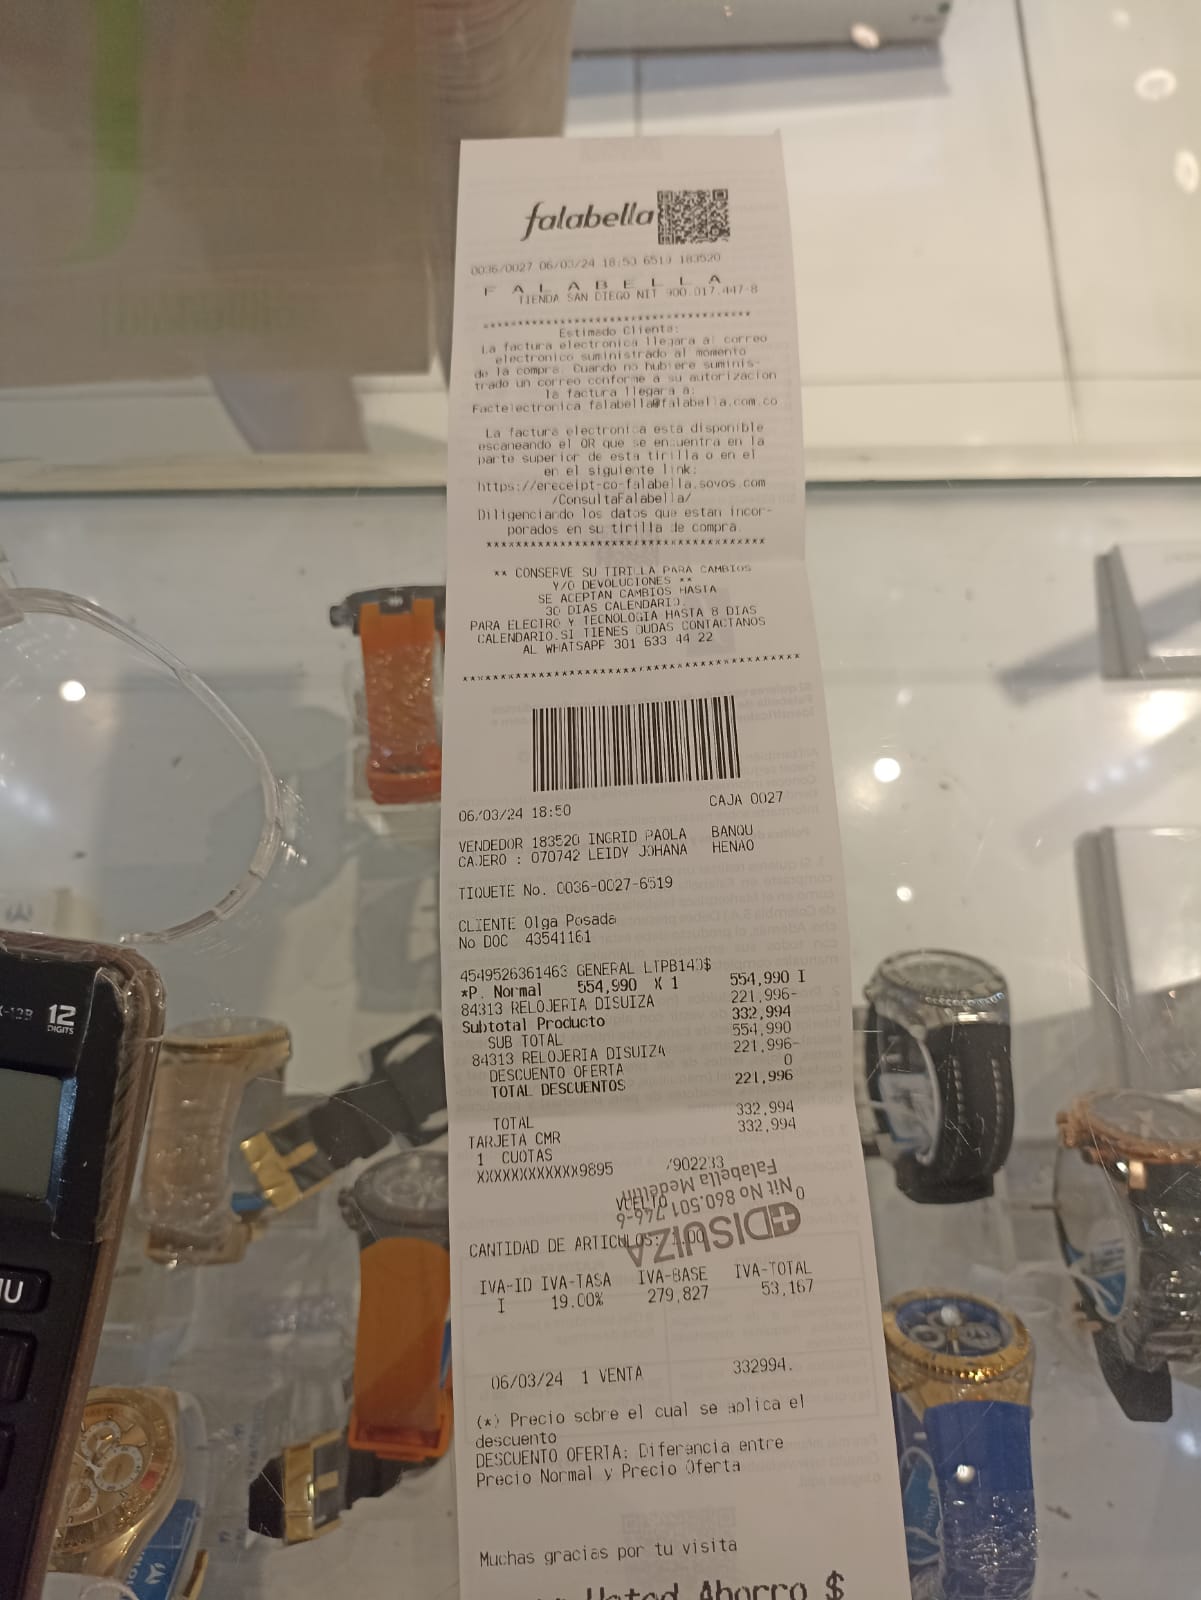 falabella
0036/0027 06/03/24 18:50 6519 183520
F A L A B E L L A
TIENDA SAN DIEGO NIT 900.017.447-8
***********************************
Estimado Cliente:
La factura electronica llegara al correo
electronico suministrado al momento
de la compra. Cuando no hubiere suminis-
trado un correo conforme a su autorizacion
la factura llegara a:
Factelectronica falabella@falabella.com.co
La factura electronica esta disponible
escaneando el QR que se encuentra en la
parte superior de esta tirilla o en el
en el siguiente link:
https://ereceipt-co-falabella.sovos.com
/ConsultaFalabella/
Diligenciando los datos que estan incor-
porados en su tirilla de compra.
***********************************
** CONSERVE SU TIRILLA PARA CAMBIOS
Y/O DEVOLUCIONES **
SE ACEPTAN CAMBIOS HASTA
30 DIAS CALENDARIO.
PARA ELECTRO Y TECNOLOGIA HASTA 8 DIAS
CALENDARIO.SI TIENES DUDAS CONTACTANOS
AL WHATSAPP 301 633 44 22
***********************************
06/03/24 18:50 CAJA 0027
VENDEDOR 183520 INGRID PAOLA BANQU
CAJERO : 070742 LEIDY JOHANA HENAO
TIQUETE No. 0036-0027-6519
CLIENTE Olga Posada
No DOC 43541161
4549526361463 GENERAL LTPB140$
*P. Normal 554,990 X 1 554,990 I
84313 RELOJERIA DISUIZA 221,996-
Subtotal Producto 332,994
SUB TOTAL 554,990
84313 RELOJERIA DISUIZA 221,996-
DESCUENTO OFERTA 0
TOTAL DESCUENTOS 221,996
TOTAL 332,994
TARJETA CMR 332,994
1 CUOTAS
XXXXXXXXXXXX9895 /902233
VUELTO 0
DISUIZA
Nit No 860.501.746-6
Falabella Medellín
CANTIDAD DE ARTICULOS: 1.00
IVA-ID IVA-TASA IVA-BASE IVA-TOTAL
I 19.00% 279,827 53,167
06/03/24 1 VENTA 332994.
(*) Precio sobre el cual se aplica el
descuento
DESCUENTO OFERTA: Diferencia entre
Precio Normal y Precio Oferta
Muchas gracias por tu visita
Usted Ahorro $
12
DIGITS
MU